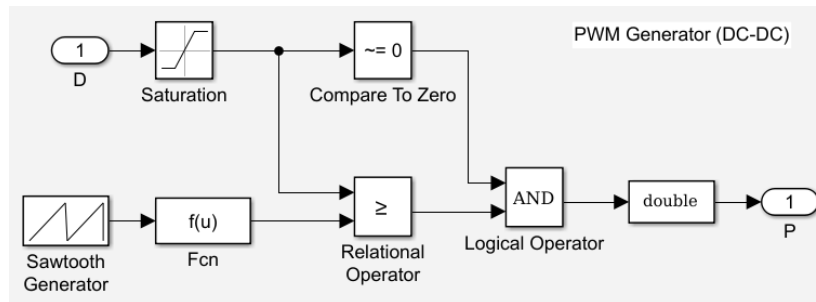 PWM Generator (DC-DC)
1
D
Saturation
~= 0
Compare To Zero
Sawtooth
Generator
f(u)
Fcn
≥
Relational
Operator
AND
Logical Operator
double
1
P